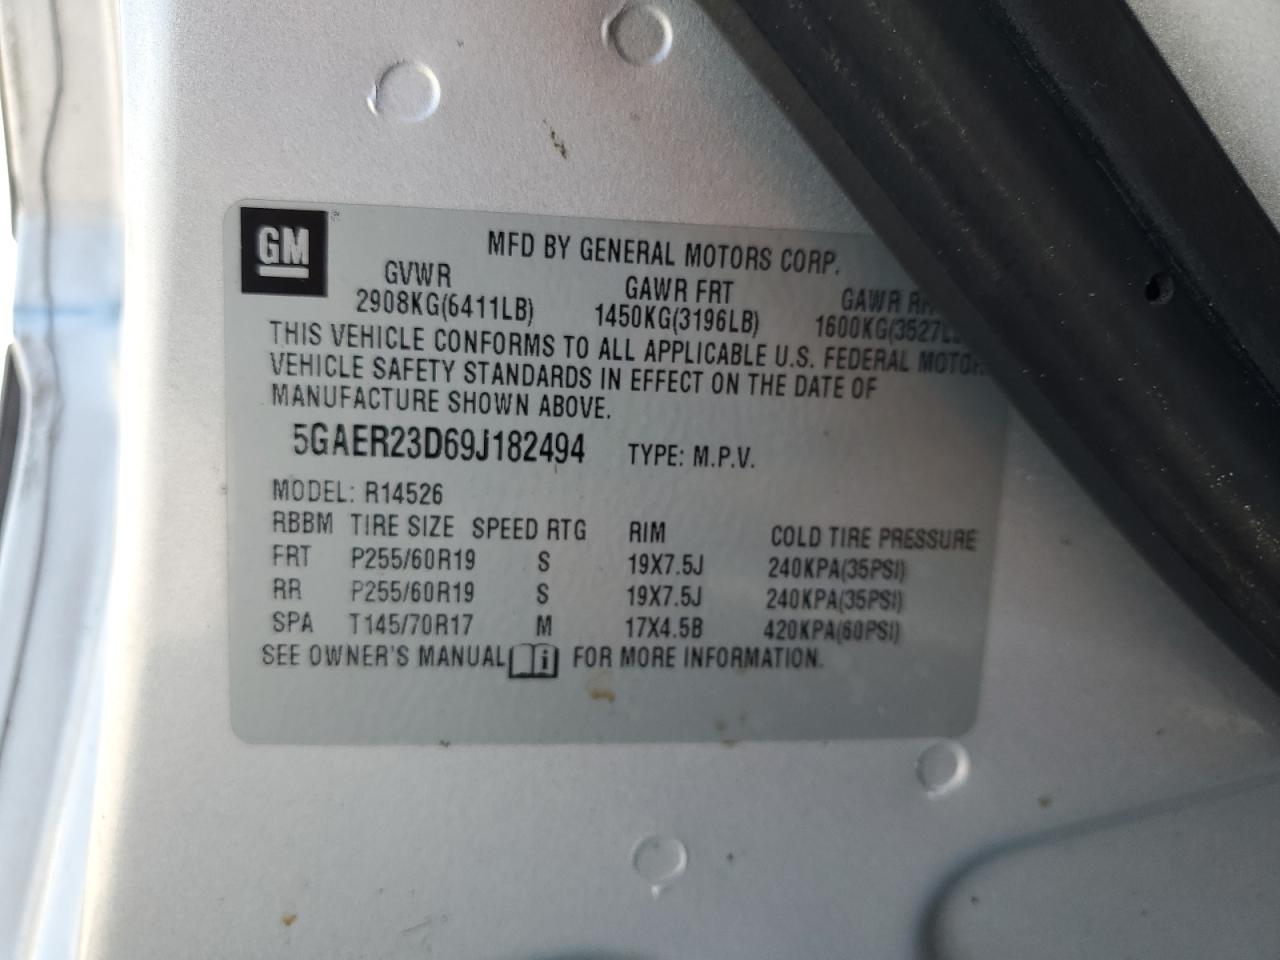 GM
MFD BY GENERAL MOTORS CORP.
GVWR GAWR FRT GAWR
2908KG(6411LB) 1450KG(3196LB) 1600KG(3527
THIS VEHICLE CONFORMS TO ALL APPLICABLE U.S. FEDERAL MOTOR
VEHICLE SAFETY STANDARDS IN EFFECT ON THE DATE OF
MANUFACTURE SHOWN ABOVE.
5GAER23D69J182494 TYPE: M.P.V.
MODEL: R14526
RBBM TIRE SIZE SPEED RTG RIM COLD TIRE PRESSURE
FRT P255/60R19 S 19X7.5J 240KPA(35PSI)
RR P255/60R19 S 19X7.5J 240KPA(35PSI)
SPA T145/70R17 M 17X4.5B 420KPA(60PSI)
SEE OWNER'S MANUAL i FOR MORE INFORMATION.